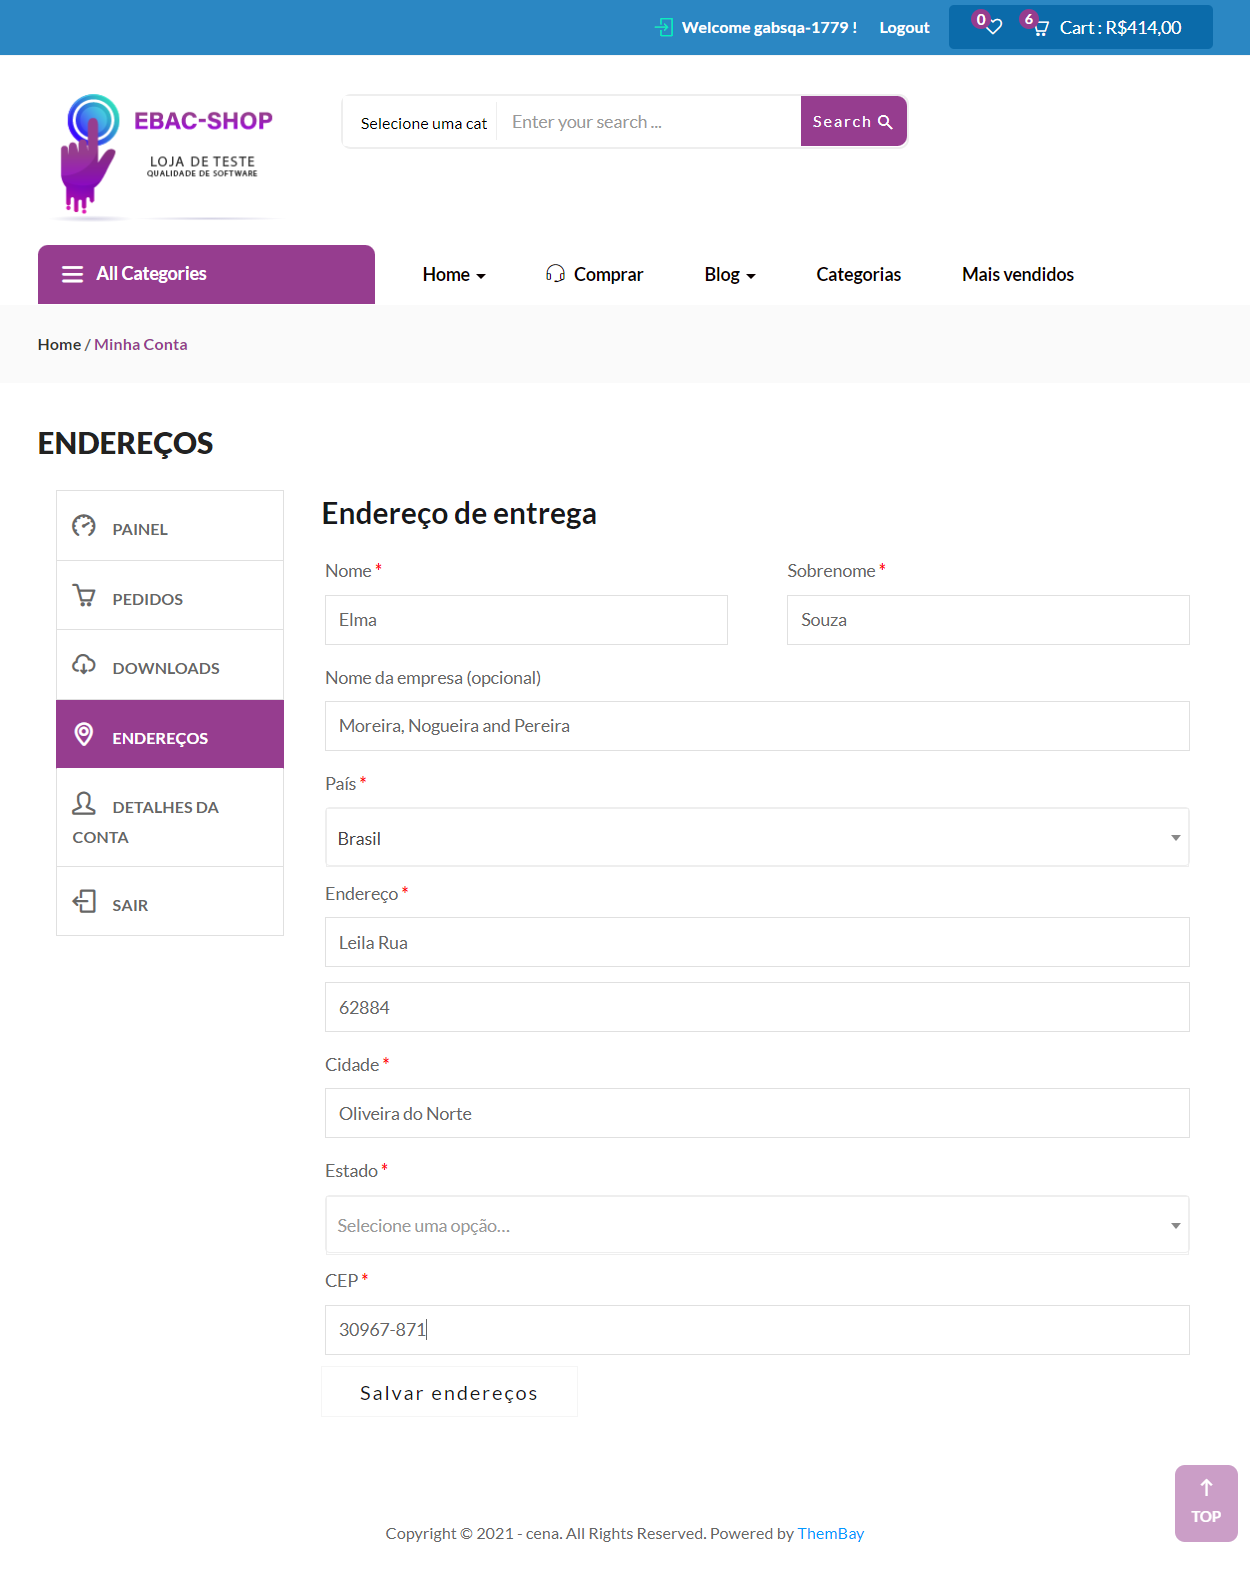 Welcome gabsqa-1779 ! Logout 0 6 Cart : R$414,00
EBAC-SHOP
LOJA DE TESTE
QUALIDADE DE SOFTWARE
Selecione uma cat Enter your search ... Search
All Categories Home Comprar Blog Categorias Mais vendidos
Home / Minha Conta
ENDEREÇOS
PAINEL
PEDIDOS
DOWNLOADS
ENDEREÇOS
DETALHES DA
CONTA
SAIR
Endereço de entrega
Nome * Sobrenome *
Elma Souza
Nome da empresa (opcional)
Moreira, Nogueira and Pereira
País *
Brasil
Endereço *
Leila Rua
62884
Cidade *
Oliveira do Norte
Estado *
Selecione uma opção...
CEP *
30967-871
Salvar endereços
TOP
Copyright © 2021 - cena. All Rights Reserved. Powered by ThemBay